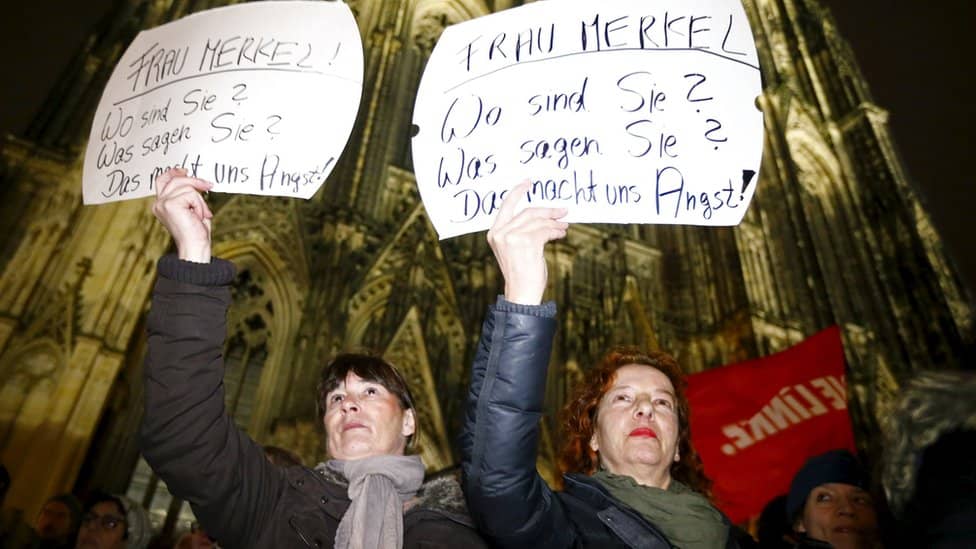 FRAU MERKEL!
Wo sind Sie?
Was sagen Sie?
Das macht uns Angst!
FRAU MERKEL
Wo sind Sie?
Was sagen Sie?
Das macht uns Angst!
DIE LINKE.